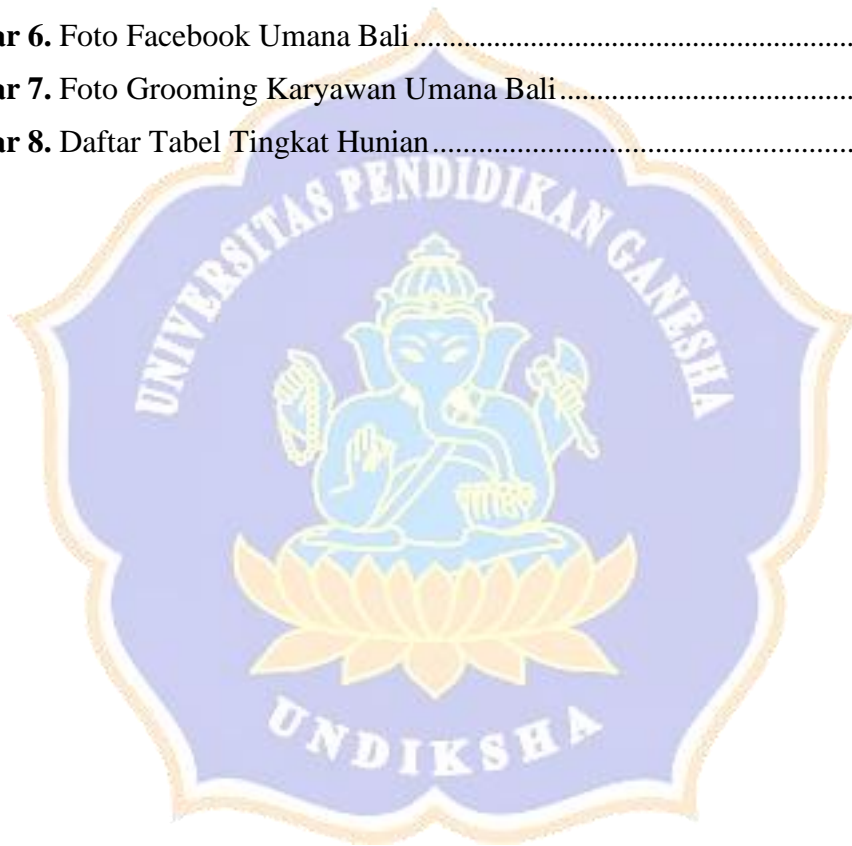 ar 6. Foto Facebook Umana Bali................................................................
ar 7. Foto Grooming Karyawan Umana Bali........................................
ar 8. Daftar Tabel Tingkat Hunian.........................................................
UNIVERSITAS PENDIDIKAN GANESHA
UNDIKSHA